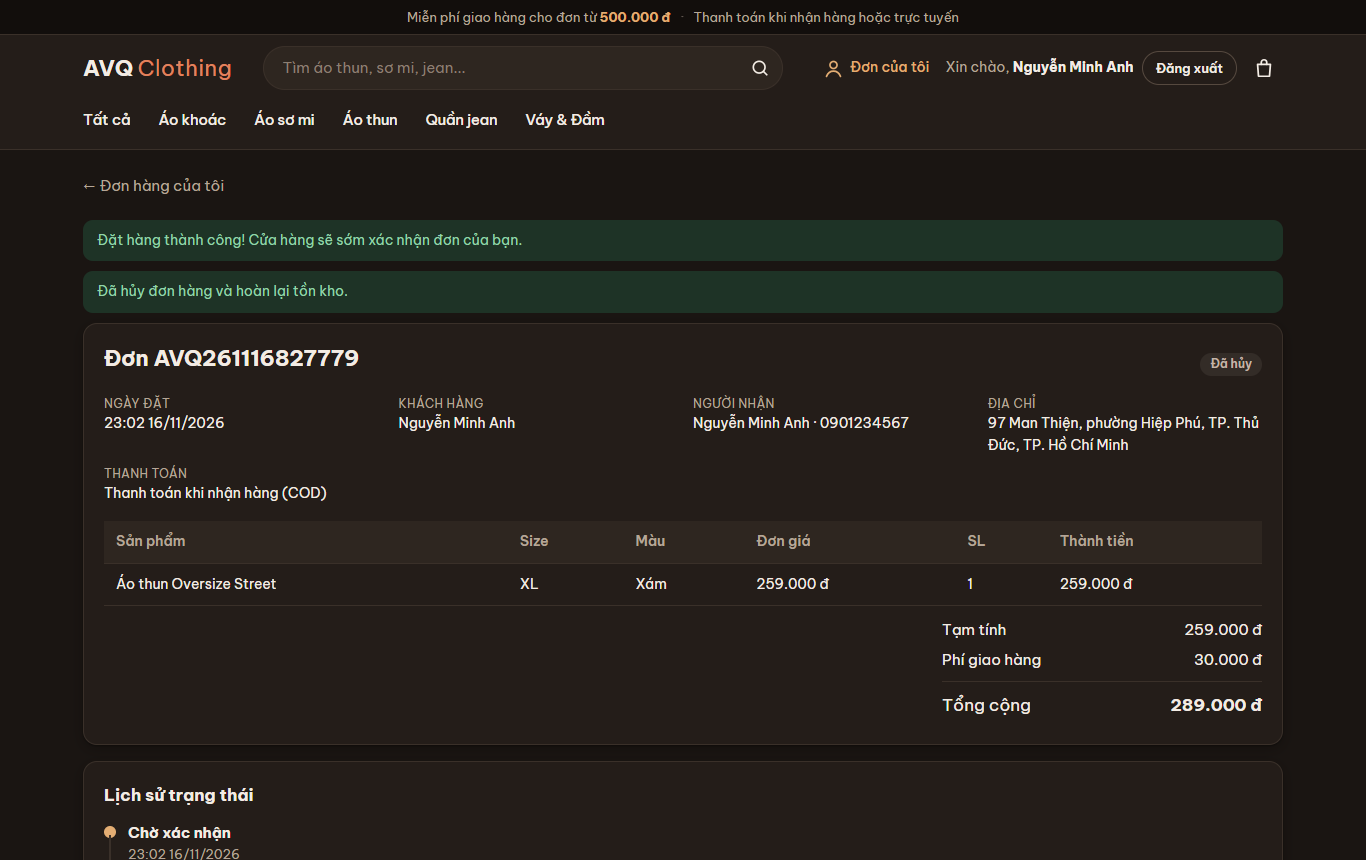 Miễn phí giao hàng cho đơn từ 500.000 đ · Thanh toán khi nhận hàng hoặc trực tuyến
AVQ Clothing
Tìm áo thun, sơ mi, jean...
Đơn của tôi
Xin chào, Nguyễn Minh Anh
Đăng xuất
Tất cả Áo khoác Áo sơ mi Áo thun Quần jean Váy & Đầm
← Đơn hàng của tôi
Đặt hàng thành công! Cửa hàng sẽ sớm xác nhận đơn của bạn.
Đã hủy đơn hàng và hoàn lại tồn kho.
Đơn AVQ261116827779
Đã hủy
NGÀY ĐẶT
23:02 16/11/2026
KHÁCH HÀNG
Nguyễn Minh Anh
NGƯỜI NHẬN
Nguyễn Minh Anh · 0901234567
ĐỊA CHỈ
97 Man Thiện, phường Hiệp Phú, TP. Thủ
Đức, TP. Hồ Chí Minh
THANH TOÁN
Thanh toán khi nhận hàng (COD)
Sản phẩm Size Màu Đơn giá SL Thành tiền
Áo thun Oversize Street XL Xám 259.000 đ 1 259.000 đ
Tạm tính 259.000 đ
Phí giao hàng 30.000 đ
Tổng cộng 289.000 đ
Lịch sử trạng thái
Chờ xác nhận
23:02 16/11/2026